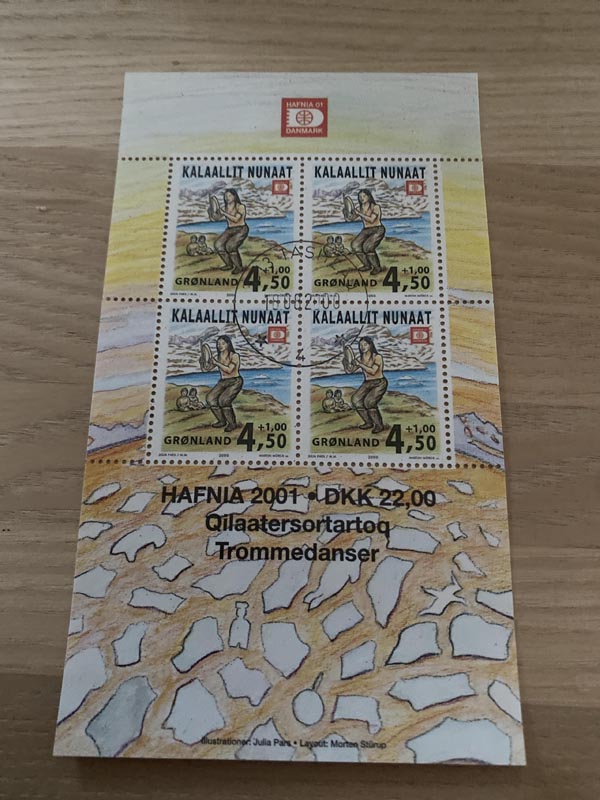 HAFNIA 01
DANMARK
KALAALLIT NUNAAT
+1,00
GRØNLAND 4,50
KALAALLIT NUNAAT
+1,00
GRØNLAND 4,50
KALAALLIT NUNAAT
+1,00
GRØNLAND 4,50
2000
KALAALLIT NUNAAT
+1,00
GRØNLAND 4,50
2000
4
HAFNIA 2001 • DKK 22,00
Qilaatersortartoq
Trommedanser
Illustrationer: Julia Pars • Layout: Morten Stürup